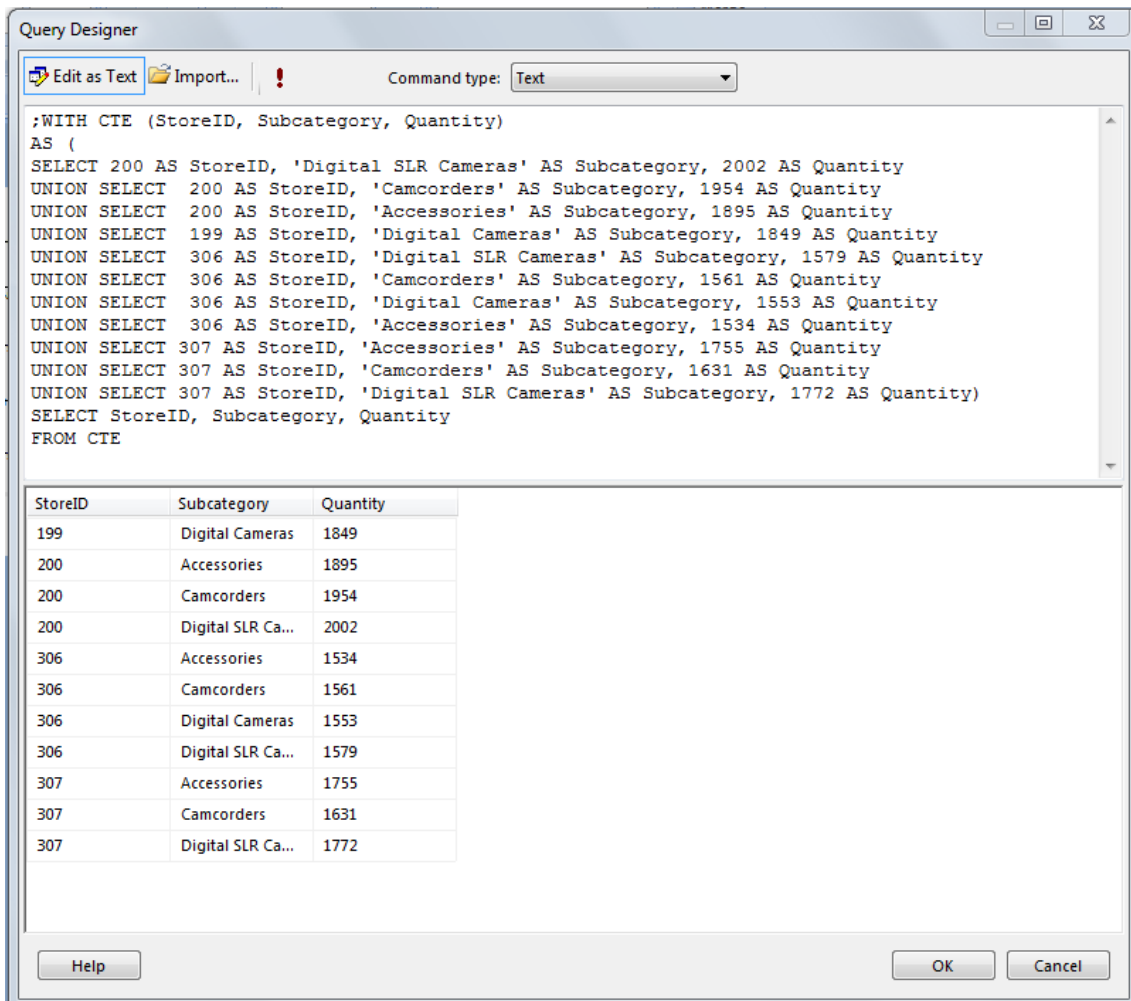 Query Designer
Edit as Text Import... ! Command type: Text
;WITH CTE (StoreID, Subcategory, Quantity)
AS (
SELECT 200 AS StoreID, 'Digital SLR Cameras' AS Subcategory, 2002 AS Quantity
UNION SELECT  200 AS StoreID, 'Camcorders' AS Subcategory, 1954 AS Quantity
UNION SELECT  200 AS StoreID, 'Accessories' AS Subcategory, 1895 AS Quantity
UNION SELECT  199 AS StoreID, 'Digital Cameras' AS Subcategory, 1849 AS Quantity
UNION SELECT  306 AS StoreID, 'Digital SLR Cameras' AS Subcategory, 1579 AS Quantity
UNION SELECT  306 AS StoreID, 'Camcorders' AS Subcategory, 1561 AS Quantity
UNION SELECT  306 AS StoreID, 'Digital Cameras' AS Subcategory, 1553 AS Quantity
UNION SELECT  306 AS StoreID, 'Accessories' AS Subcategory, 1534 AS Quantity
UNION SELECT 307 AS StoreID, 'Accessories' AS Subcategory, 1755 AS Quantity
UNION SELECT 307 AS StoreID, 'Camcorders' AS Subcategory, 1631 AS Quantity
UNION SELECT 307 AS StoreID, 'Digital SLR Cameras' AS Subcategory, 1772 AS Quantity)
SELECT StoreID, Subcategory, Quantity
FROM CTE
StoreID Subcategory Quantity
199 Digital Cameras 1849
200 Accessories 1895
200 Camcorders 1954
200 Digital SLR Ca... 2002
306 Accessories 1534
306 Camcorders 1561
306 Digital Cameras 1553
306 Digital SLR Ca... 1579
307 Accessories 1755
307 Camcorders 1631
307 Digital SLR Ca... 1772
Help OK Cancel